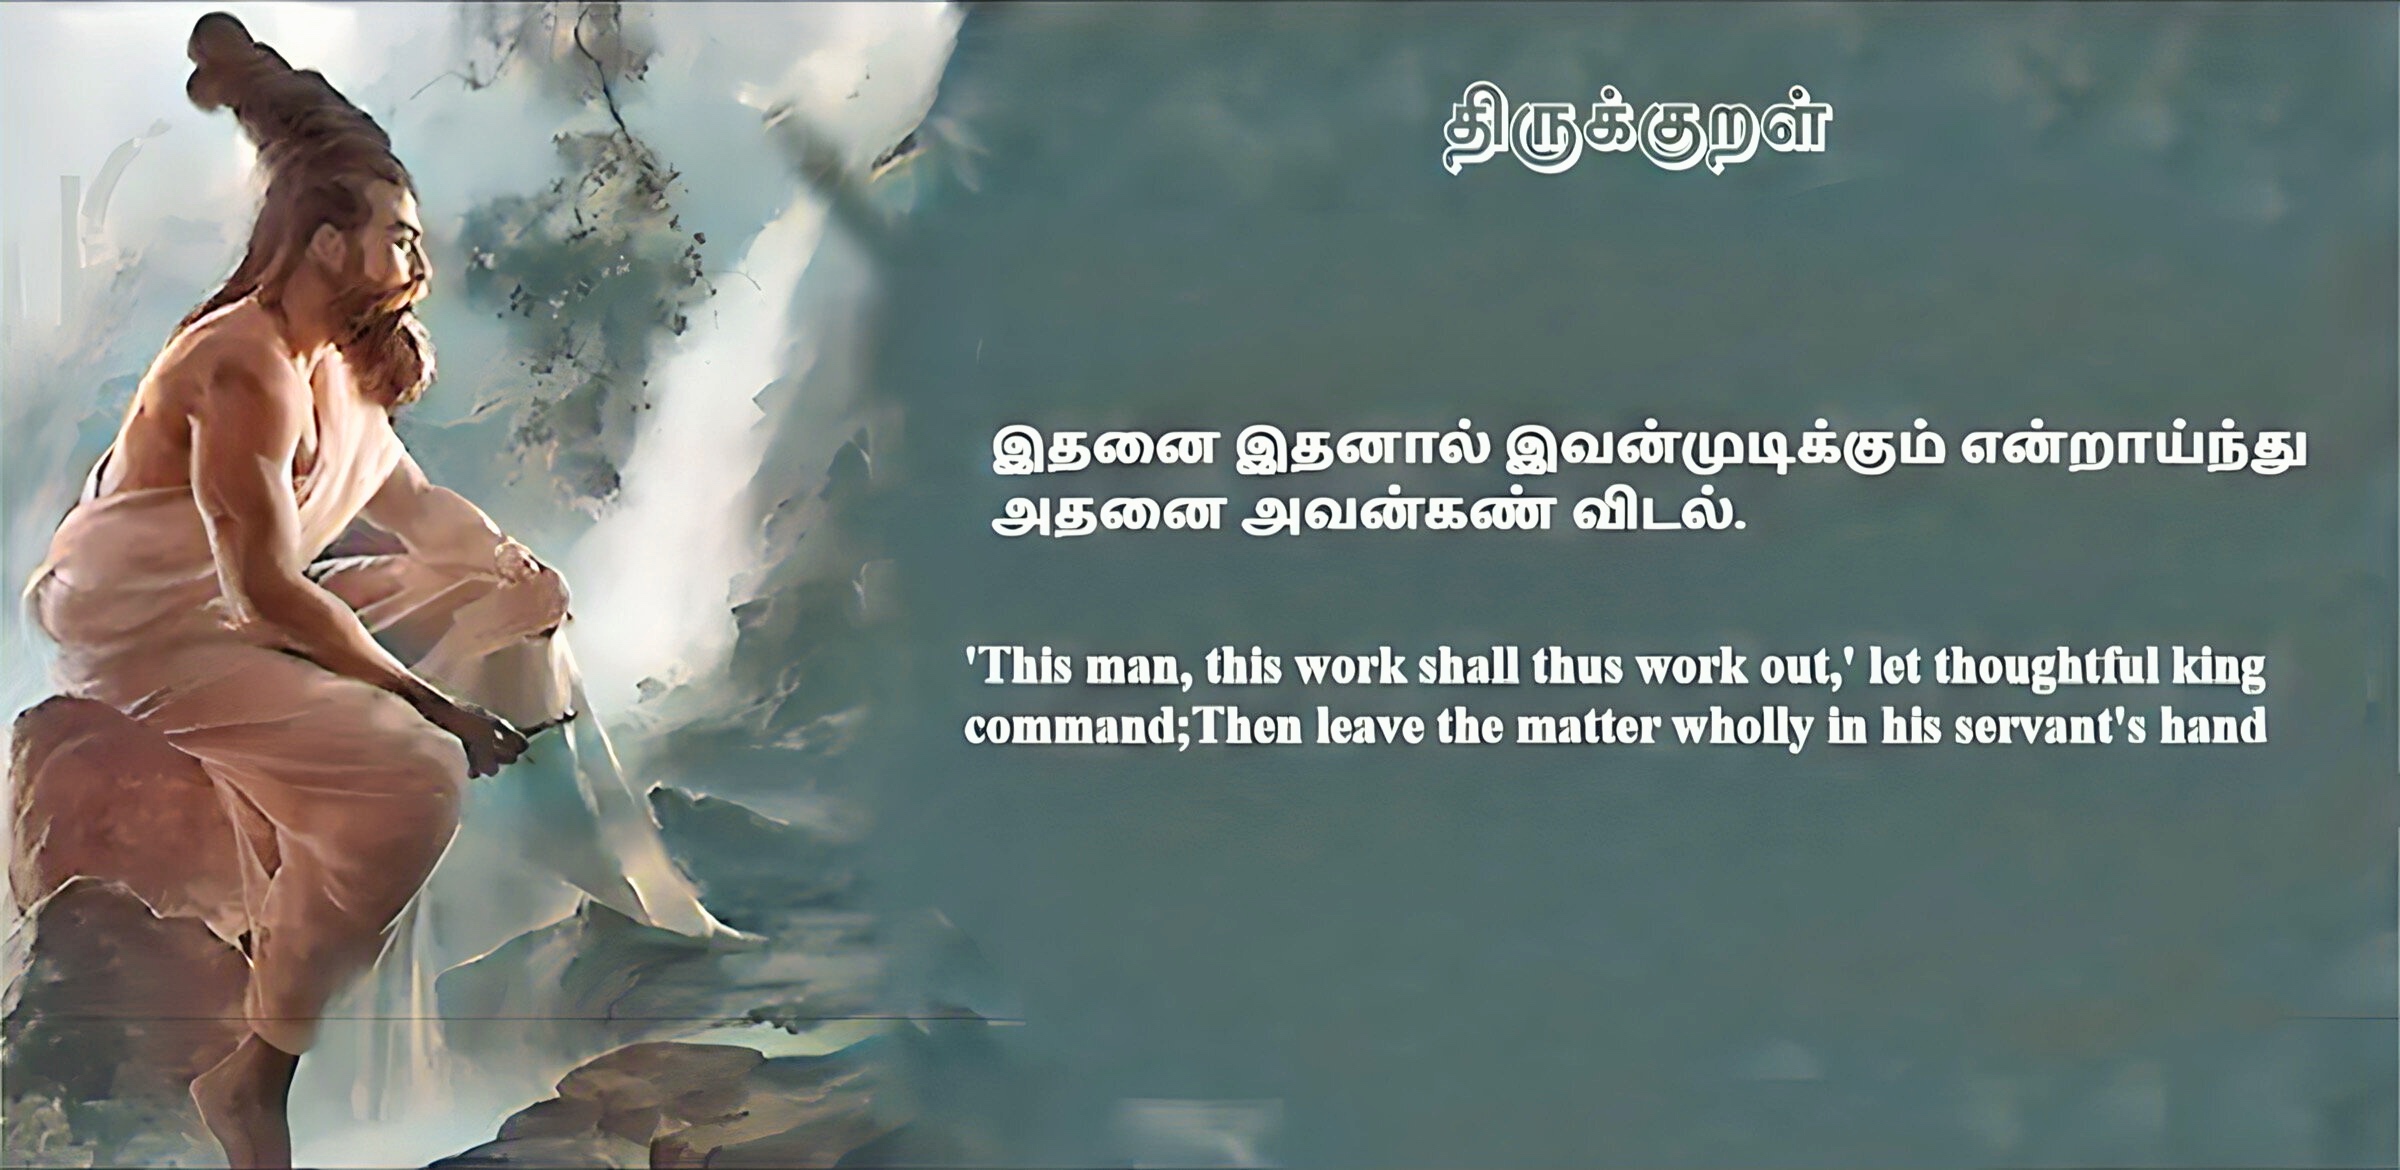 திருக்குறள்
இதனை இதனால் இவன்முடிக்கும் என்றாய்ந்து
அதனை அவன்கண் விடல்.
'This man, this work shall thus work out,' let thoughtful king
command;Then leave the matter wholly in his servant's hand